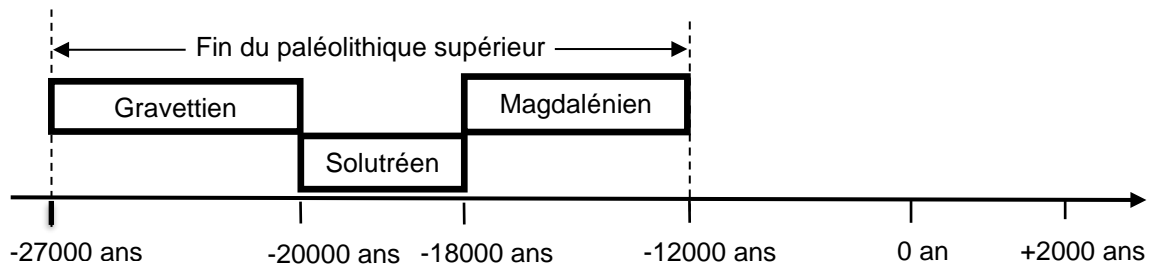 Fin du paléolithique supérieur
Gravettien
Magdalénien
Solutréen
-27000 ans
-20000 ans
-18000 ans
-12000 ans
0 an
+2000 ans